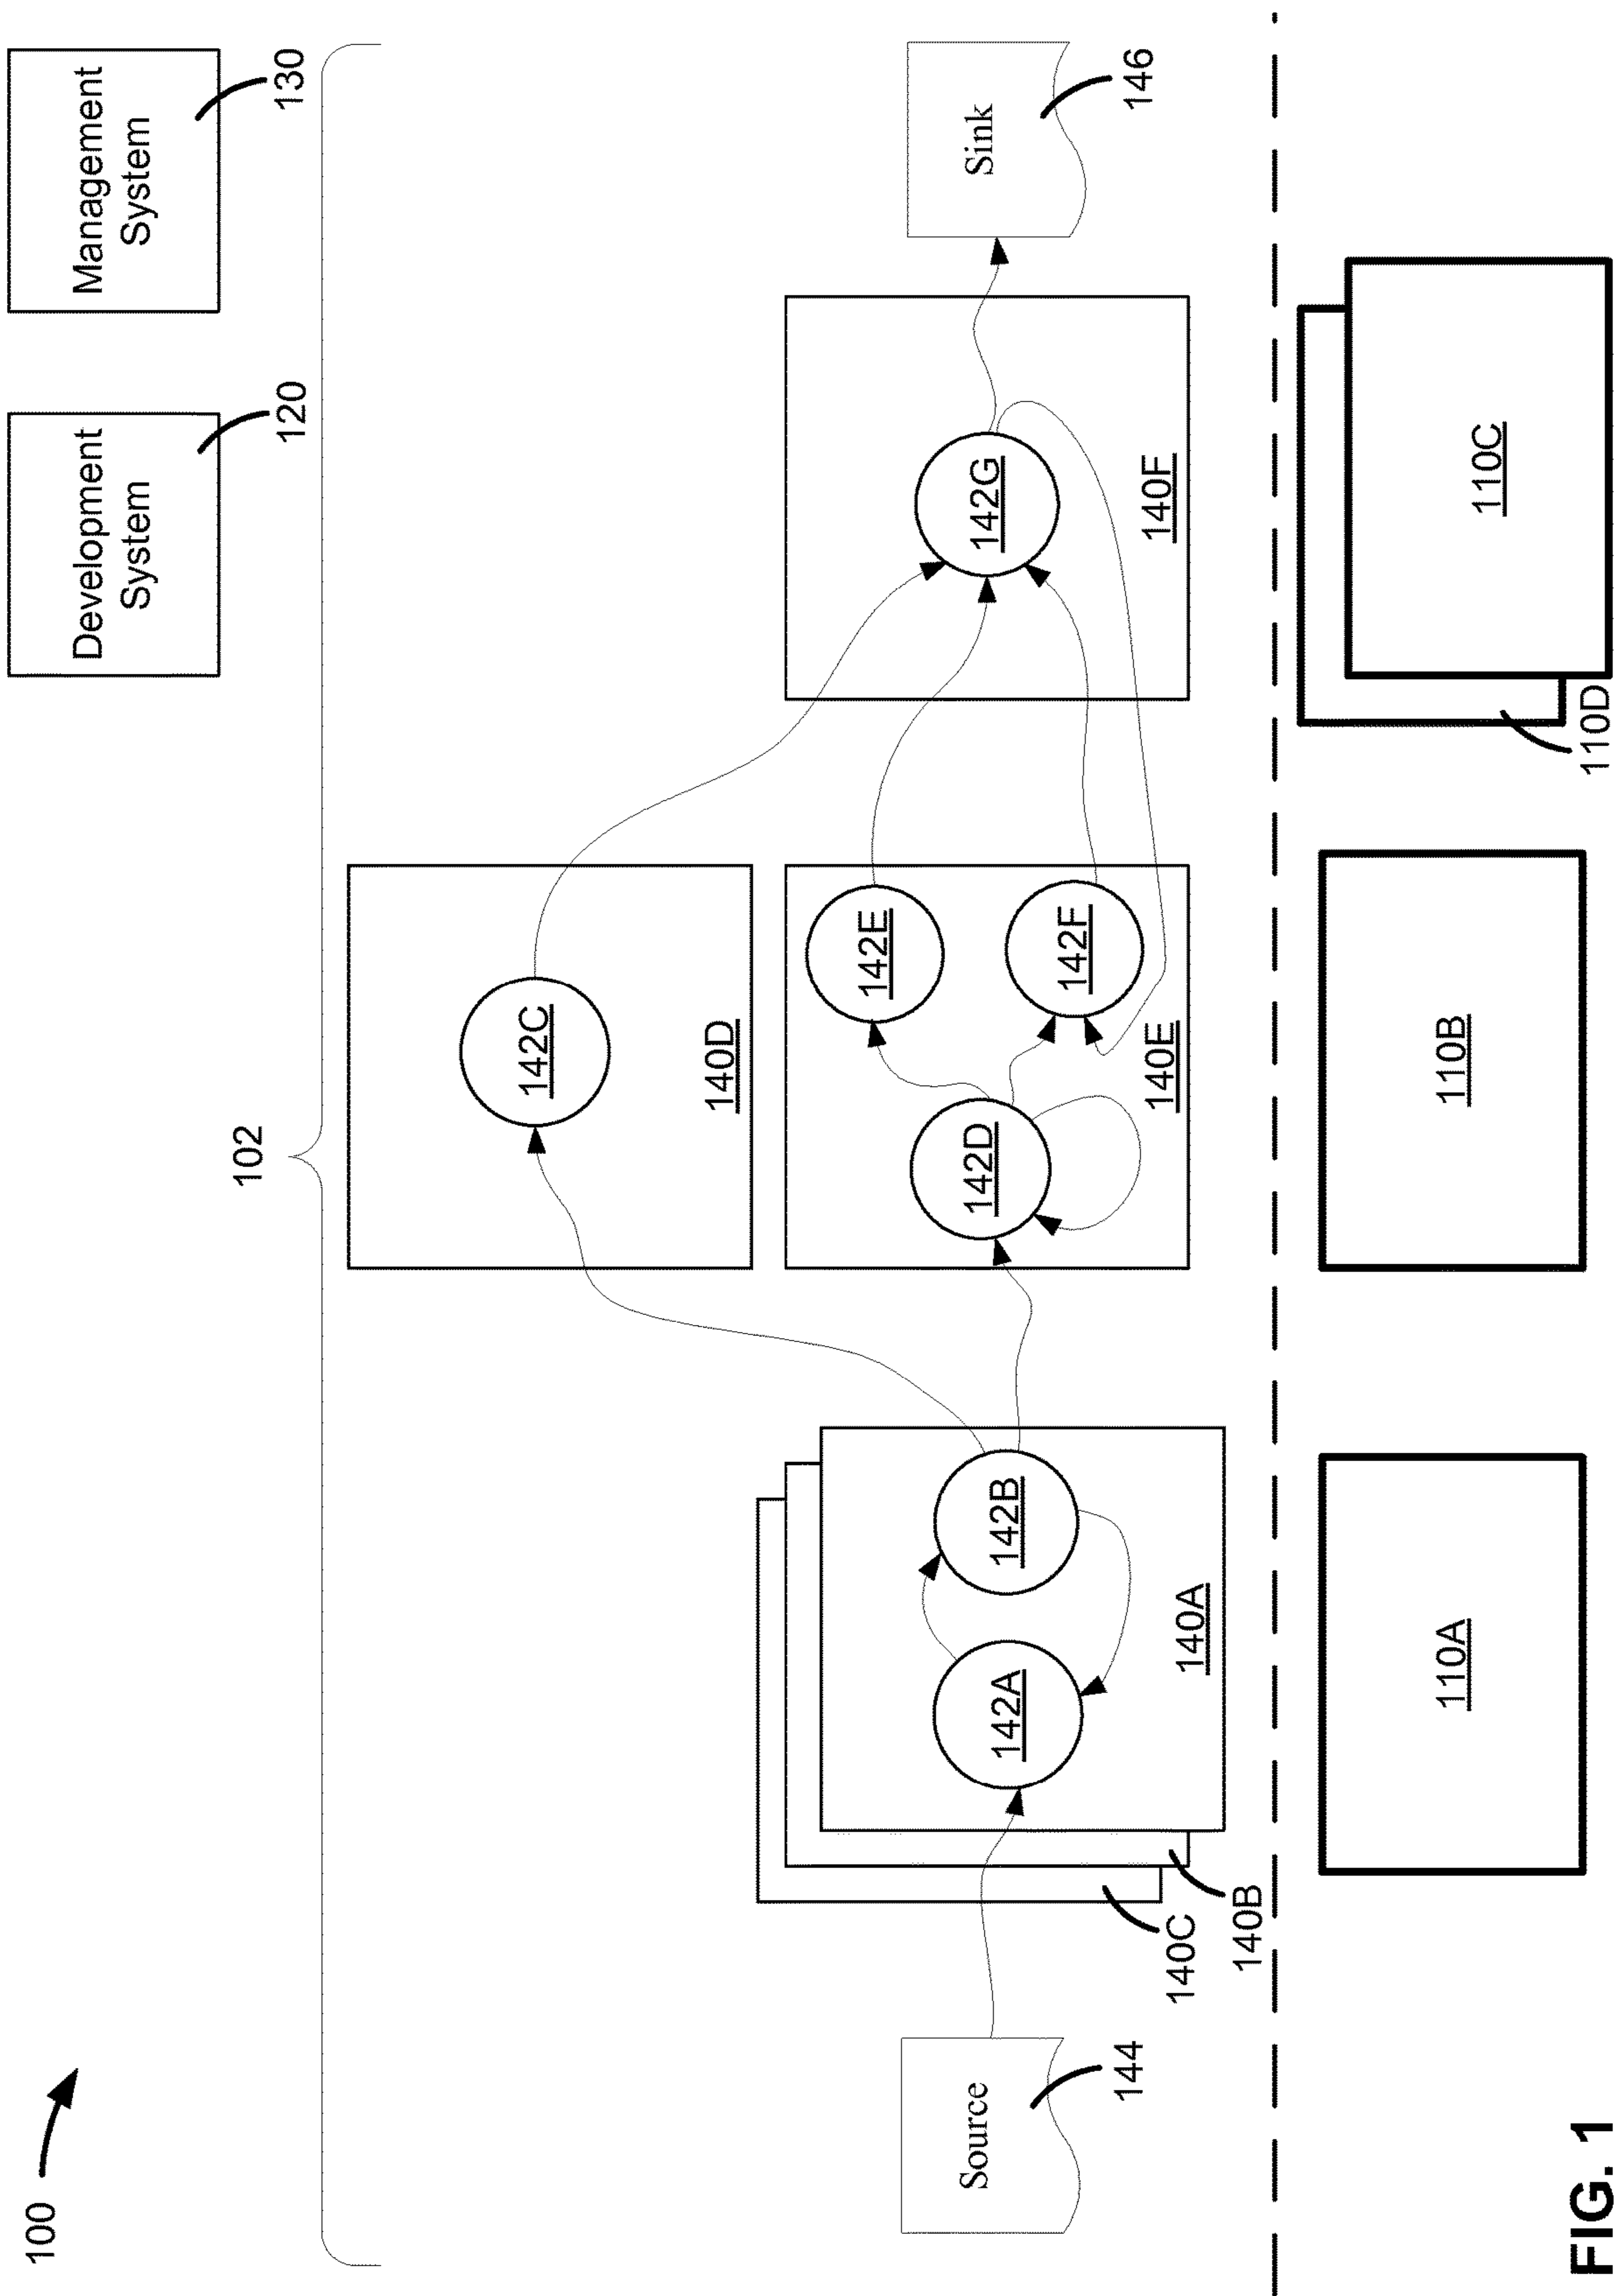 100
Development
System
120
Management
System
130
102
142C
140D
Source
144
140C
140B
142A
142B
140A
142D
142E
142F
140E
142G
140F
Sink
146
110A
110B
110C
110D
FIG. 1